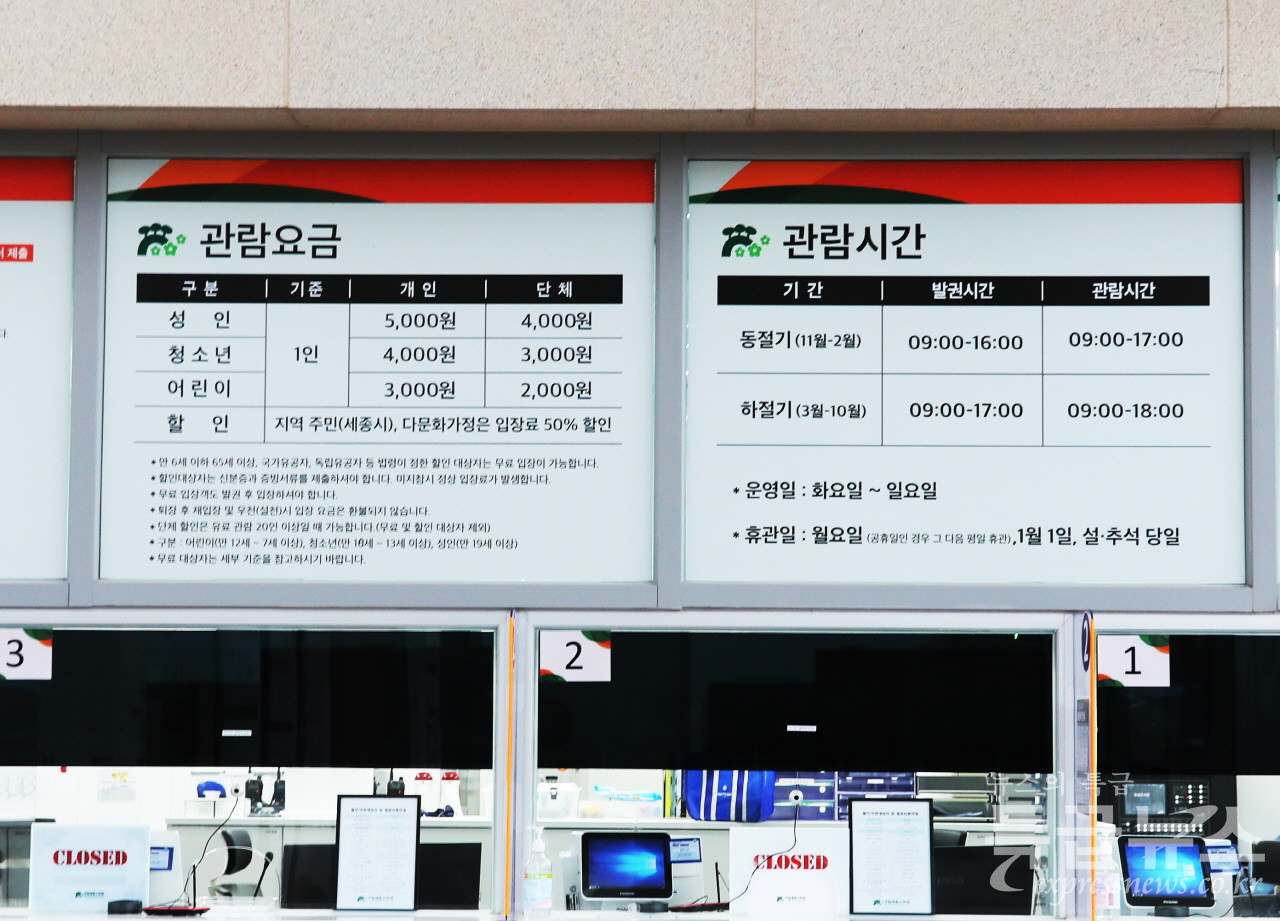 제출
관람요금
구분 기준 개인 단체
성 인 1인 5,000원 4,000원
청소년 4,000원 3,000원
어린이 3,000원 2,000원
할 인 지역 주민(세종시), 다문화가정은 입장료 50% 할인
* 만 6세 이하 65세 이상, 국가유공자, 독립유공자 등 법령이 정한 할인 대상자는 무료 입장이 가능합니다.
* 할인대상자는 신분증과 증빙서류를 제출하셔야 합니다. 미지참시 정상 입장료가 발생합니다.
* 무료 입장객도 발권 후 입장하셔야 합니다.
* 퇴장 후 재입장 및 우천(설천)시 입장 요금은 환불되지 않습니다.
* 단체 할인은 유료 관람 20인 이상일 때 가능합니다.(무료 및 할인 대상자 제외)
* 구분 : 어린이(만 12세 ~ 7세 이상), 청소년(만 18세 ~ 13세 이상), 성인(만 19세 이상)
* 무료 대상자는 세부 기준을 참고하시기 바랍니다.
관람시간
기 간 발권시간 관람시간
동절기(11월-2월) 09:00-16:00 09:00-17:00
하절기(3월-10월) 09:00-17:00 09:00-18:00
* 운영일 : 화요일 ~ 일요일
* 휴관일 : 월요일 (공휴일인 경우 그 다음 평일 휴관),1월 1일, 설·추석 당일
3
2
2
1
CLOSED
CLOSED
뉴스의 특급
특급뉴스
expressnews.co.kr